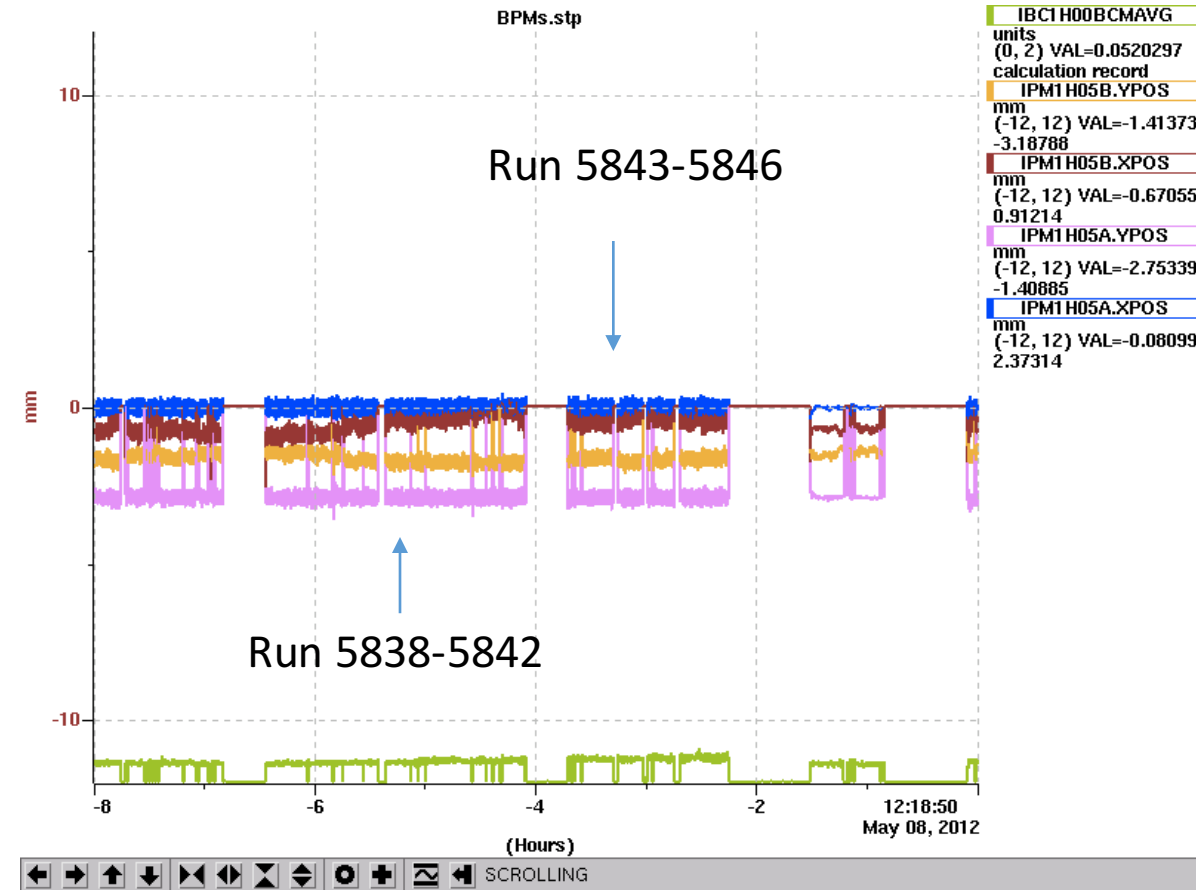 BPMs.stp
IBC1H00BCMAVG
units
(0, 2) VAL=0.0520297
calculation record
IPM1H05B.YPOS
mm
(-12, 12) VAL=-1.41373
-3.18788
IPM1H05B.XPOS
mm
(-12, 12) VAL=-0.67055
0.91214
IPM1H05A.YPOS
mm
(-12, 12) VAL=-2.75339
-1.40885
IPM1H05A.XPOS
mm
(-12, 12) VAL=-0.08099
2.37314
10
Run 5843-5846
mm
0
Run 5838-5842
-10
-8 -6 -4 -2 12:18:50
May 08, 2012
(Hours)
SCROLLING